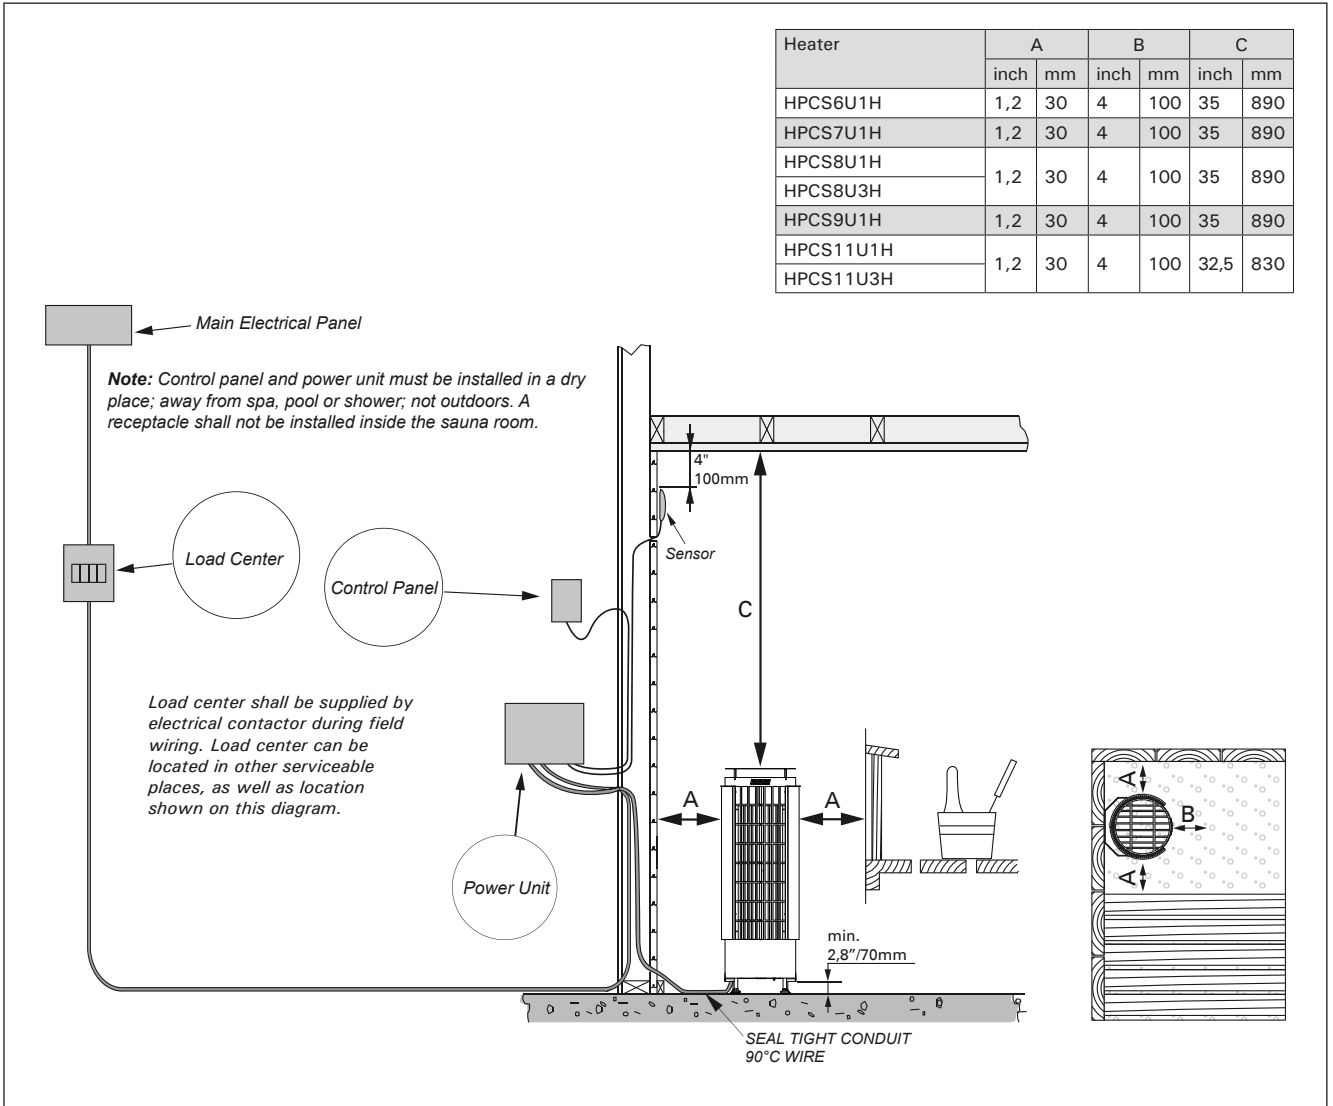 Heater A B C
inch mm inch mm inch mm
HPCS6U1H 1,2 30 4 100 35 890
HPCS7U1H 1,2 30 4 100 35 890
HPCS8U1H
HPCS8U3H
1,2 30 4 100 35 890
HPCS9U1H 1,2 30 4 100 35 890
HPCS11U1H
HPCS11U3H
1,2 30 4 100 32,5 830
Main Electrical Panel
Note: Control panel and power unit must be installed in a dry
place; away from spa, pool or shower; not outdoors. A
receptacle shall not be installed inside the sauna room.
4"
100mm
Sensor
Load Center
Control Panel
C
Load center shall be supplied by
electrical contactor during field
wiring. Load center can be
located in other serviceable
places, as well as location
shown on this diagram.
A
A
A
B
A
Power Unit
min.
2,8”/70mm
SEAL TIGHT CONDUIT
90°C WIRE